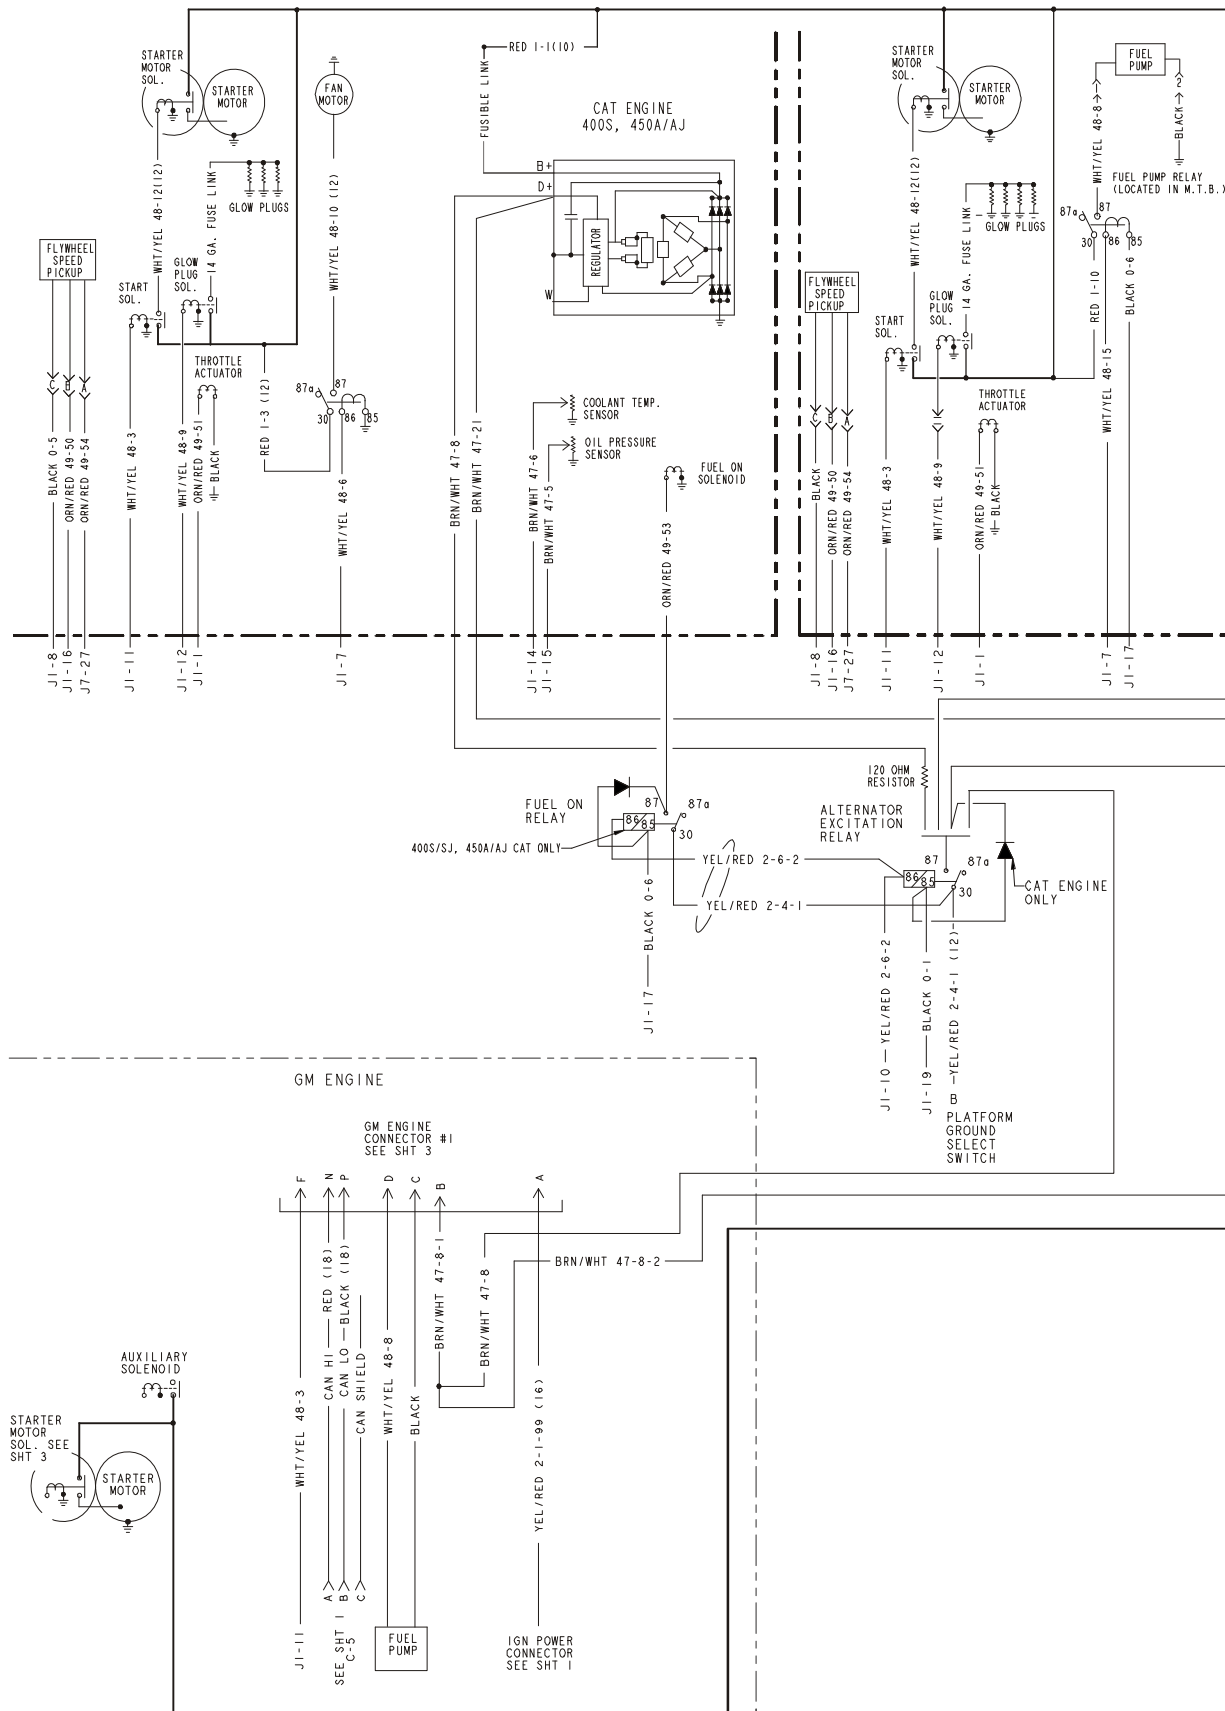 RED 1-1(10)
STARTER
MOTOR
SOL.
STARTER
MOTOR
FAN
MOTOR
FUSIBLE LINK
CAT ENGINE
400S, 450A/AJ
STARTER
MOTOR
SOL.
STARTER
MOTOR
FUEL
PUMP
2
WHT/YEL 48-8
BLACK
FUEL PUMP RELAY
(LOCATED IN M.T.B.)
WHT/YEL 48-12(12)
14 GA. FUSE LINK
GLOW PLUGS
WHT/YEL 48-10 (12)
B+
D+
W
REGULATOR
WHT/YEL 48-12(12)
14 GA. FUSE LINK
GLOW PLUGS
87a
87
30
86
85
RED 1-10
BLACK 0-6
WHT/YEL 48-15
FLYWHEEL
SPEED
PICKUP
START
SOL.
GLOW
PLUG
SOL.
FLYWHEEL
SPEED
PICKUP
START
SOL.
GLOW
PLUG
SOL.
THROTTLE
ACTUATOR
THROTTLE
ACTUATOR
C
B
A
C
B
A
87a
87
30
86
85
RED 1-3 (12)
COOLANT TEMP.
SENSOR
OIL PRESSURE
SENSOR
FUEL ON
SOLENOID
BLACK 0-5
ORN/RED 49-50
ORN/RED 49-54
WHT/YEL 48-3
WHT/YEL 48-9
ORN/RED 49-51
BLACK
WHT/YEL 48-6
BRN/WHT 47-8
BRN/WHT 47-21
BRN/WHT 47-6
BRN/WHT 47-5
ORN/RED 49-53
BLACK
ORN/RED 49-50
ORN/RED 49-54
WHT/YEL 48-3
WHT/YEL 48-9
ORN/RED 49-51
BLACK
J1-8
J1-16
J7-27
J1-11
J1-12
J1-1
J1-7
J1-14
J1-15
J1-8
J1-16
J7-27
J1-11
J1-12
J1-1
J1-7
J1-17
120 OHM
RESISTOR
FUEL ON
RELAY
87
87a
86
85
30
400S/SJ, 450A/AJ CAT ONLY
ALTERNATOR
EXCITATION
RELAY
87
87a
86
85
30
YEL/RED 2-6-2
YEL/RED 2-4-1
CAT ENGINE
ONLY
BLACK 0-6
J1-17
YEL/RED 2-6-2
J1-10
BLACK 0-1
J1-19
YEL/RED 2-4-1 (12)
B
PLATFORM
GROUND
SELECT
SWITCH
GM ENGINE
GM ENGINE
CONNECTOR #1
SEE SHT 3
F
N
P
D
C
B
A
RED (18)
BLACK (18)
CAN HI
CAN LO
CAN SHIELD
BRN/WHT 47-8-1
BRN/WHT 47-8
BRN/WHT 47-8-2
WHT/YEL 48-3
WHT/YEL 48-8
BLACK
YEL/RED 2-1-99 (16)
AUXILIARY
SOLENOID
STARTER
MOTOR
SOL. SEE
SHT 3
STARTER
MOTOR
A
B
C
J1-11
SEE SHT 1
C-5
FUEL
PUMP
IGN POWER
CONNECTOR
SEE SHT 1